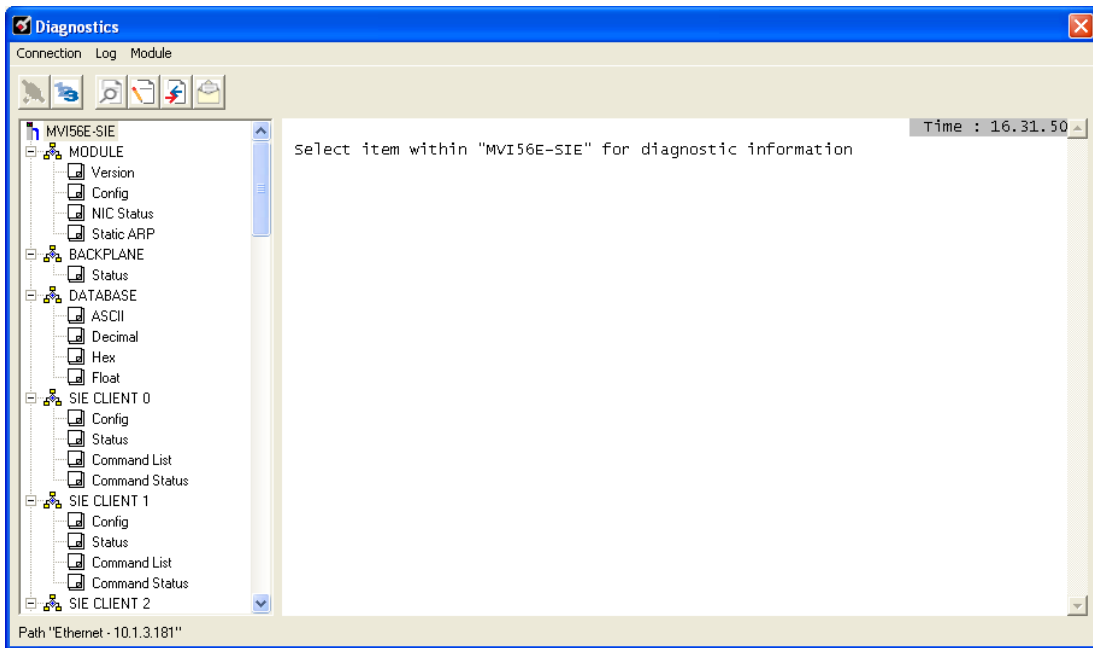 Diagnostics
Connection Log Module
MVI56E-SIE
MODULE
Version
Config
NIC Status
Static ARP
BACKPLANE
Status
DATABASE
ASCII
Decimal
Hex
Float
SIE CLIENT 0
Config
Status
Command List
Command Status
SIE CLIENT 1
Config
Status
Command List
Command Status
SIE CLIENT 2
Time : 16.31.50
Select item within "MVI56E-SIE" for diagnostic information
Path "Ethernet - 10.1.3.181"